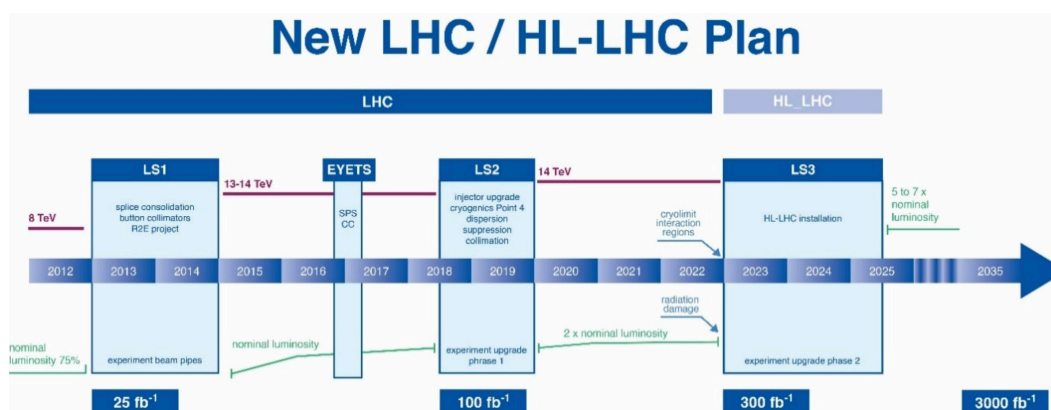 New LHC / HL-LHC Plan
LHC
HL_LHC
LS1
EYETS
LS2
LS3
8 TeV
13-14 TeV
14 TeV
splice consolidation
button collimators
R2E project
SPS
CC
injector upgrade
cryogenics Point 4
dispersion
suppression
collimation
cryolimit
interaction
regions
HL-LHC installation
5 to 7 x
nominal
luminosity
2012
2013
2014
2015
2016
2017
2018
2019
2020
2021
2022
2023
2024
2025
2035
radiation
damage
nominal
luminosity 75%
experiment beam pipes
nominal luminosity
experiment upgrade
phrase 1
2 x nominal luminosity
experiment upgrade phase 2
25 fb⁻¹
100 fb⁻¹
300 fb⁻¹
3000 fb⁻¹